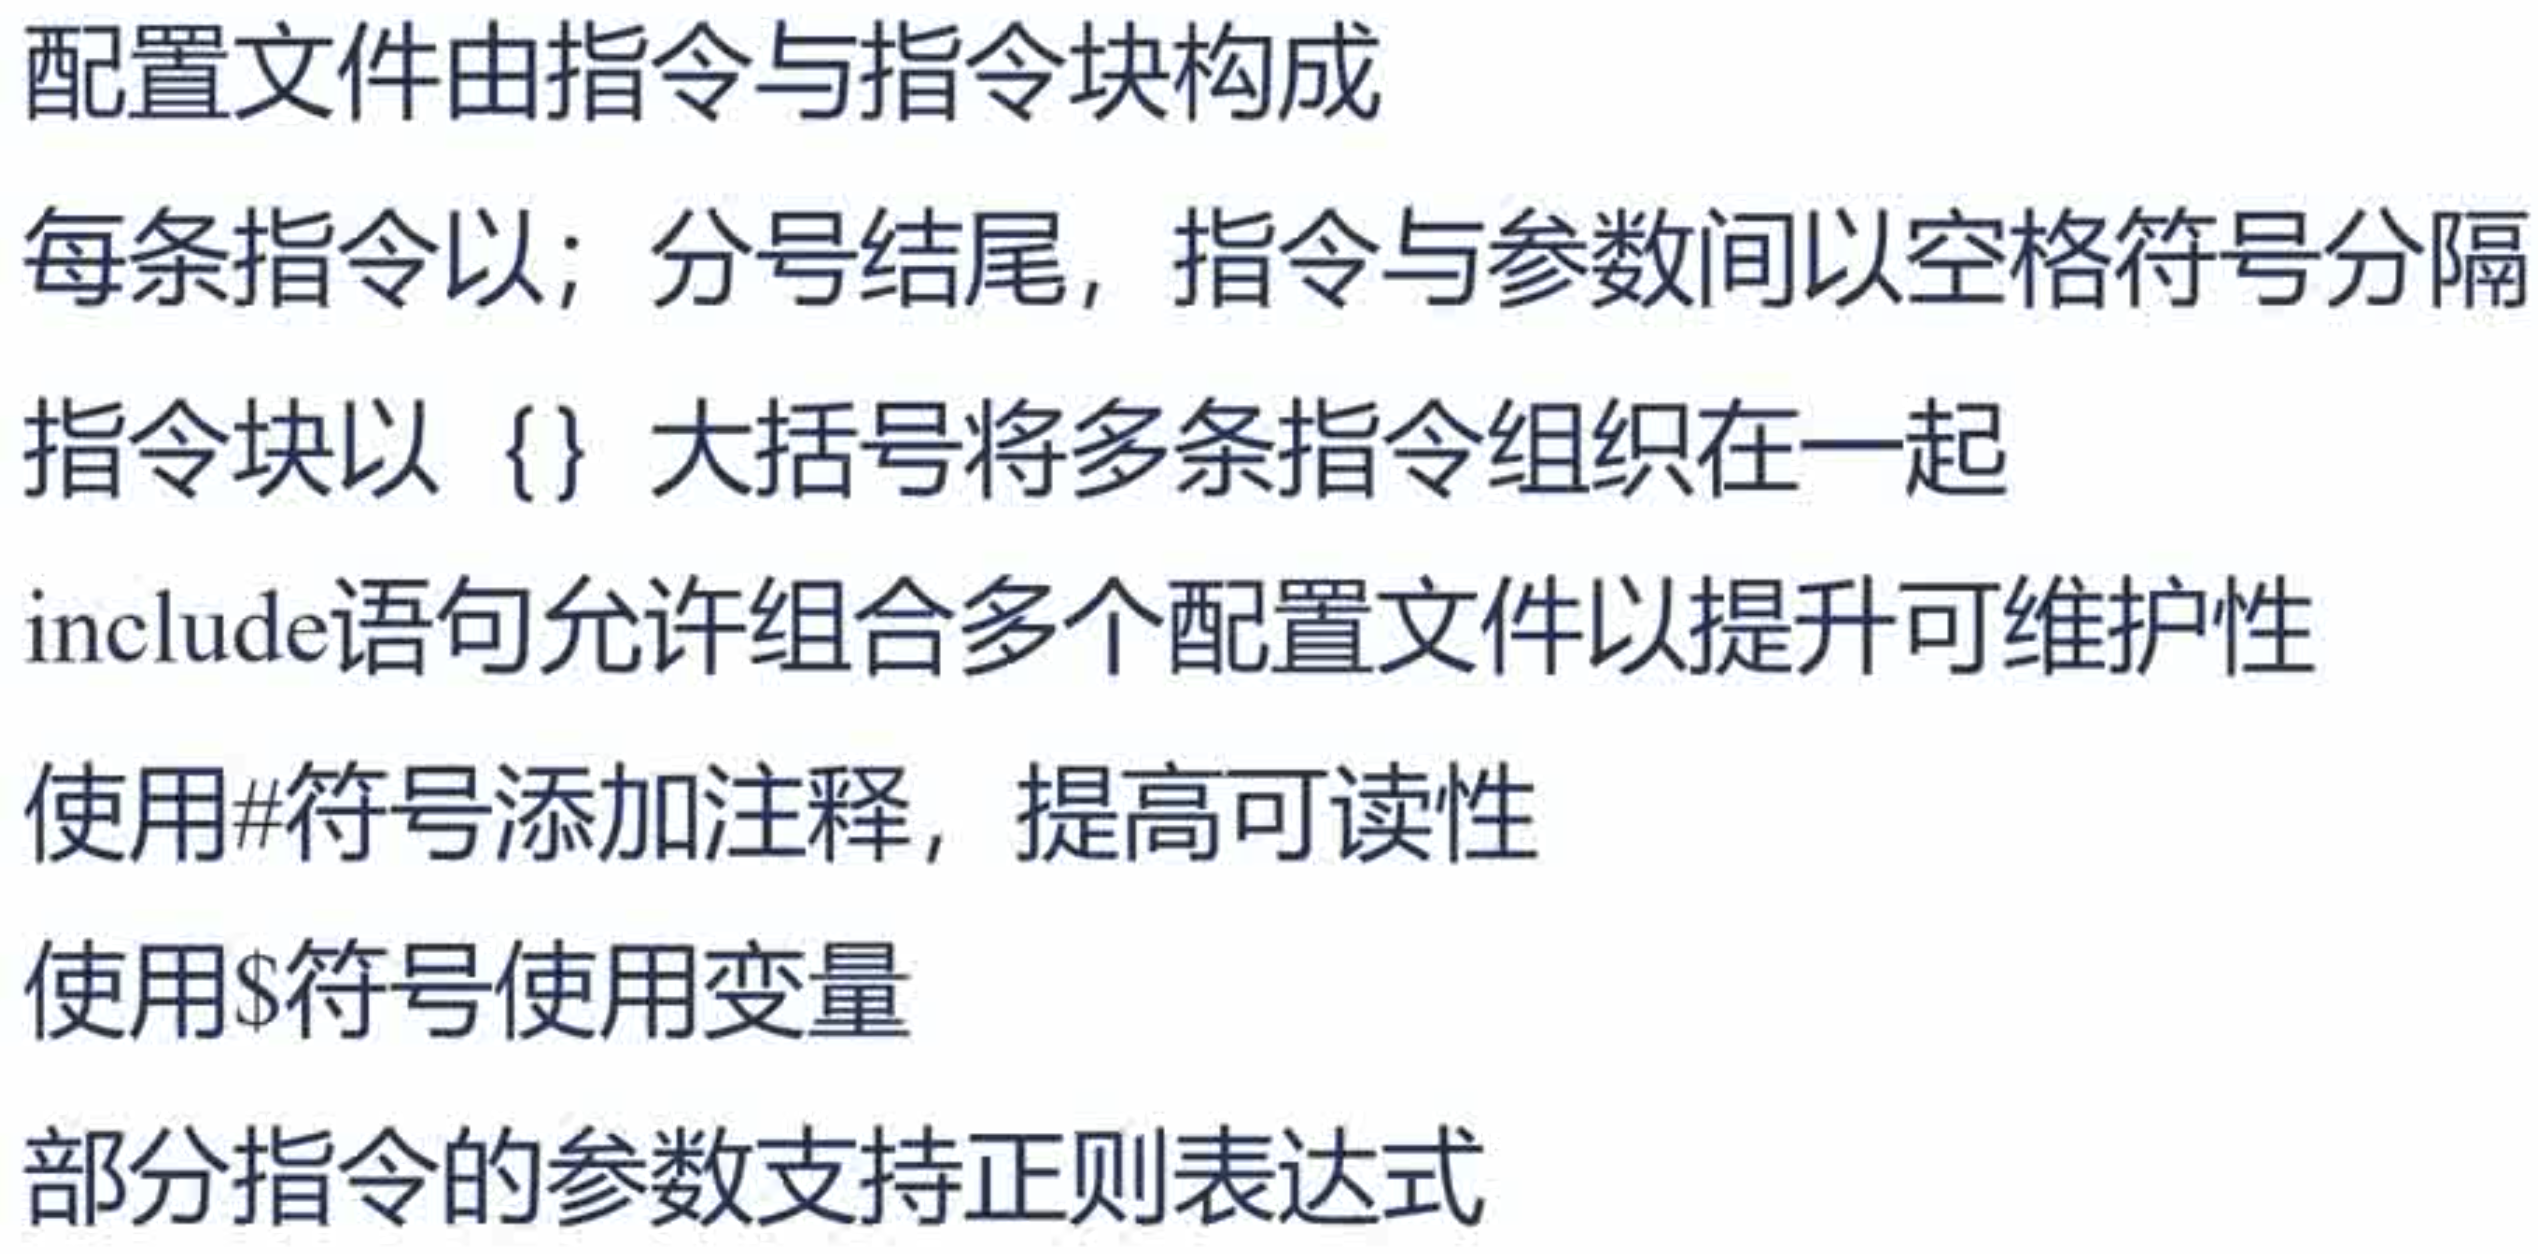 配置文件由指令与指令块构成
每条指令以；分号结尾，指令与参数间以空格符号分隔
指令块以 {} 大括号将多条指令组织在一起
include语句允许组合多个配置文件以提升可维护性
使用#符号添加注释，提高可读性
使用$符号使用变量
部分指令的参数支持正则表达式